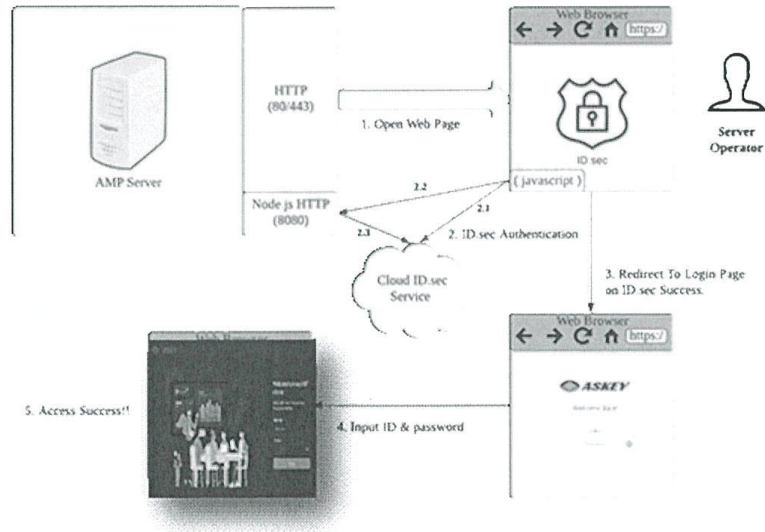 Web Browser
https:/
HTTP
(80/443)
1. Open Web Page
ID.sec
Server
Operator
AMP Server
( javascript )
2.2
2.1
Node js HTTP
(8080)
2.3
2. ID.sec Authentication
Cloud ID.sec
Service
3. Redirect To Login Page
on ID.sec Success.
Web Browser
https:/
Web Browser
ASKEY
5. Access Success!!
4. Input ID & password